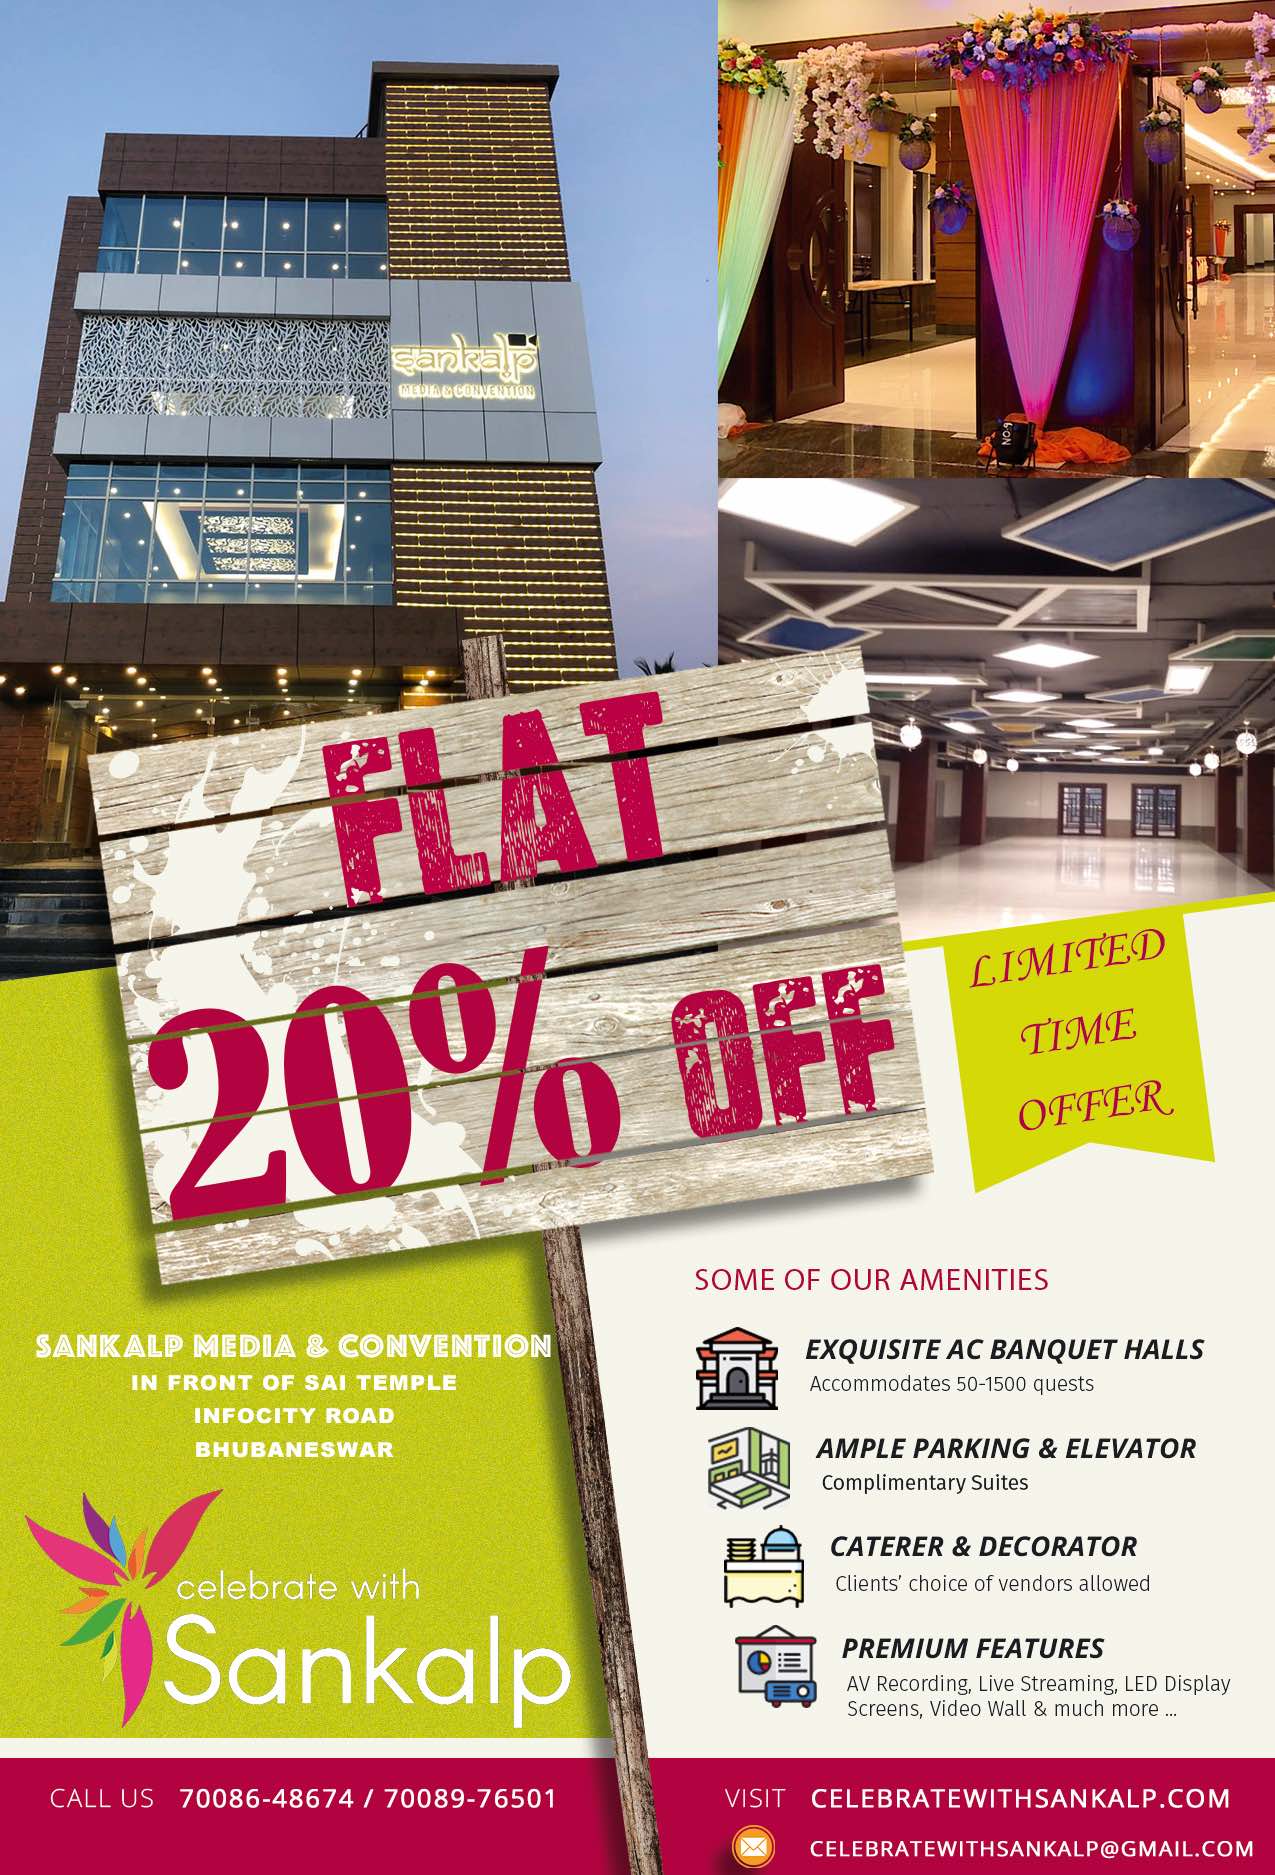 sankalp
MEDIA & CONVENTION
NO-9
FLAT
20% OFF
LIMITED
TIME
OFFER
SOME OF OUR AMENITIES
EXQUISITE AC BANQUET HALLS
Accommodates 50-1500 quests
AMPLE PARKING & ELEVATOR
Complimentary Suites
CATERER & DECORATOR
Clients’ choice of vendors allowed
PREMIUM FEATURES
AV Recording, Live Streaming, LED Display
Screens, Video Wall & much more ...
SANKALP MEDIA & CONVENTION
IN FRONT OF SAI TEMPLE
INFOCITY ROAD
BHUBANESWAR
celebrate with
Sankalp
CALL US 70086-48674 / 70089-76501
VISIT CELEBRATEWITHSANKALP.COM
CELEBRATEWITHSANKALP@GMAIL.COM